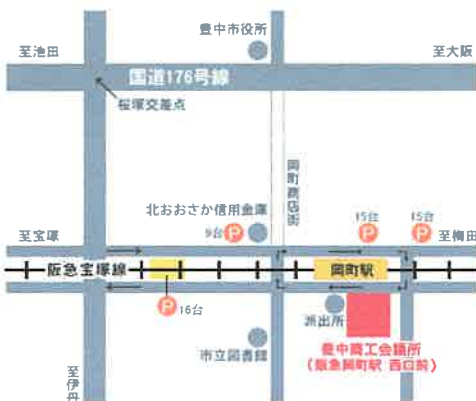 豊中市役所
至池田
至大阪
国道176号線
桜塚交差点
岡町商店街
北おおさか信用金庫
9台 P
15台
P
15台
P
至宝塚
至梅田
阪急宝塚線
岡町駅
P 16台
派出所
市立図書館
豊中商工会議所
(阪急岡町駅 西口前)
至伊丹